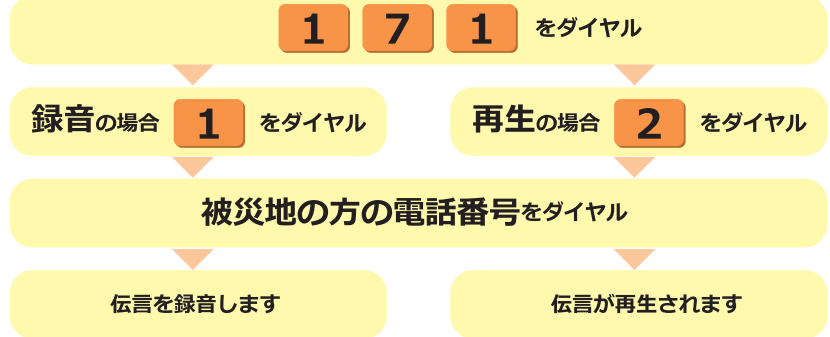 1 7 1 をダイヤル
録音の場合 1 をダイヤル
再生の場合 2 をダイヤル
被災地の方の電話番号をダイヤル
伝言を録音します
伝言が再生されます